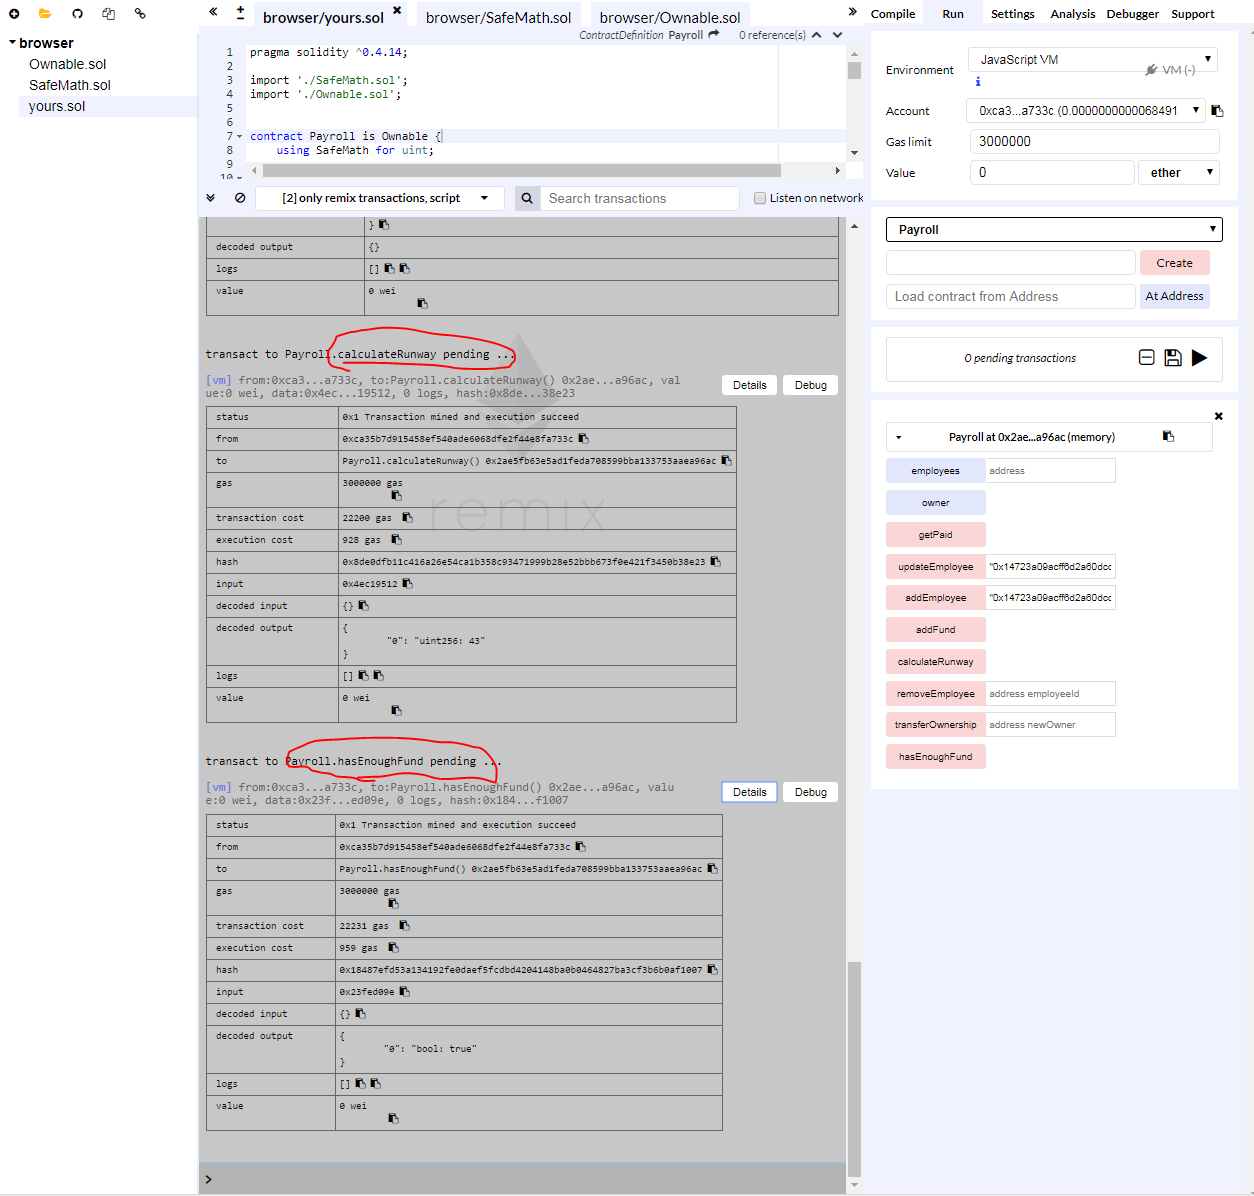 browser
Ownable.sol
SafeMath.sol
yours.sol
browser/yours.sol
browser/SafeMath.sol
browser/Ownable.sol
ContractDefinition Payroll 0 reference(s)
1 pragma solidity ^0.4.14;
2
3 import './SafeMath.sol';
4 import './Ownable.sol';
5
6
7 contract Payroll is Ownable {
8 using SafeMath for uint;
9
10
[2] only remix transactions, script
Search transactions
Listen on network
}
decoded output {}
logs []
value 0 wei
transact to Payroll.calculateRunway pending ...
[vm] from:0xca3...a733c, to:Payroll.calculateRunway() 0x2ae...a96ac, val
ue:0 wei, data:0x4ec...19512, 0 logs, hash:0x8de...38e23
Details
Debug
status 0x1 Transaction mined and execution succeed
from 0xca35b7d915458ef540ade6068dfe2f44e8fa733c
to Payroll.calculateRunway() 0x2ae5fb63e5ad1feda708599bba133753aaea96ac
gas 3000000 gas
transaction cost 22200 gas
execution cost 928 gas
hash 0x8de0dfb11c416a26e54ca1b358c93471999b28e52bbb673f0e421f3450b38e23
input 0x4ec19512
decoded input {}
decoded output {
"0": "uint256: 43"
}
logs []
value 0 wei
remix
transact to Payroll.hasEnoughFund pending ...
[vm] from:0xca3...a733c, to:Payroll.hasEnoughFund() 0x2ae...a96ac, valu
e:0 wei, data:0x23f...ed09e, 0 logs, hash:0x184...f1007
Details
Debug
status 0x1 Transaction mined and execution succeed
from 0xca35b7d915458ef540ade6068dfe2f44e8fa733c
to Payroll.hasEnoughFund() 0x2ae5fb63e5ad1feda708599bba133753aaea96ac
gas 3000000 gas
transaction cost 22231 gas
execution cost 959 gas
hash 0x18487efd53a134192fe0daef5fcdbd4204148ba0b0464827ba3cf3b6b0af1007
input 0x23fed09e
decoded input {}
decoded output {
"0": "bool: true"
}
logs []
value 0 wei
>
Compile Run Settings Analysis Debugger Support
Environment JavaScript VM
VM (-)
i
Account 0xca3...a733c (0.0000000000068491
Gas limit 3000000
Value 0 ether
Payroll
Create
Load contract from Address
At Address
0 pending transactions
Payroll at 0x2ae...a96ac (memory)
employees address
owner
getPaid
updateEmployee "0x14723a09acff6d2a60dcc
addEmployee "0x14723a09acff6d2a60dcc
addFund
calculateRunway
removeEmployee address employeeId
transferOwnership address newOwner
hasEnoughFund